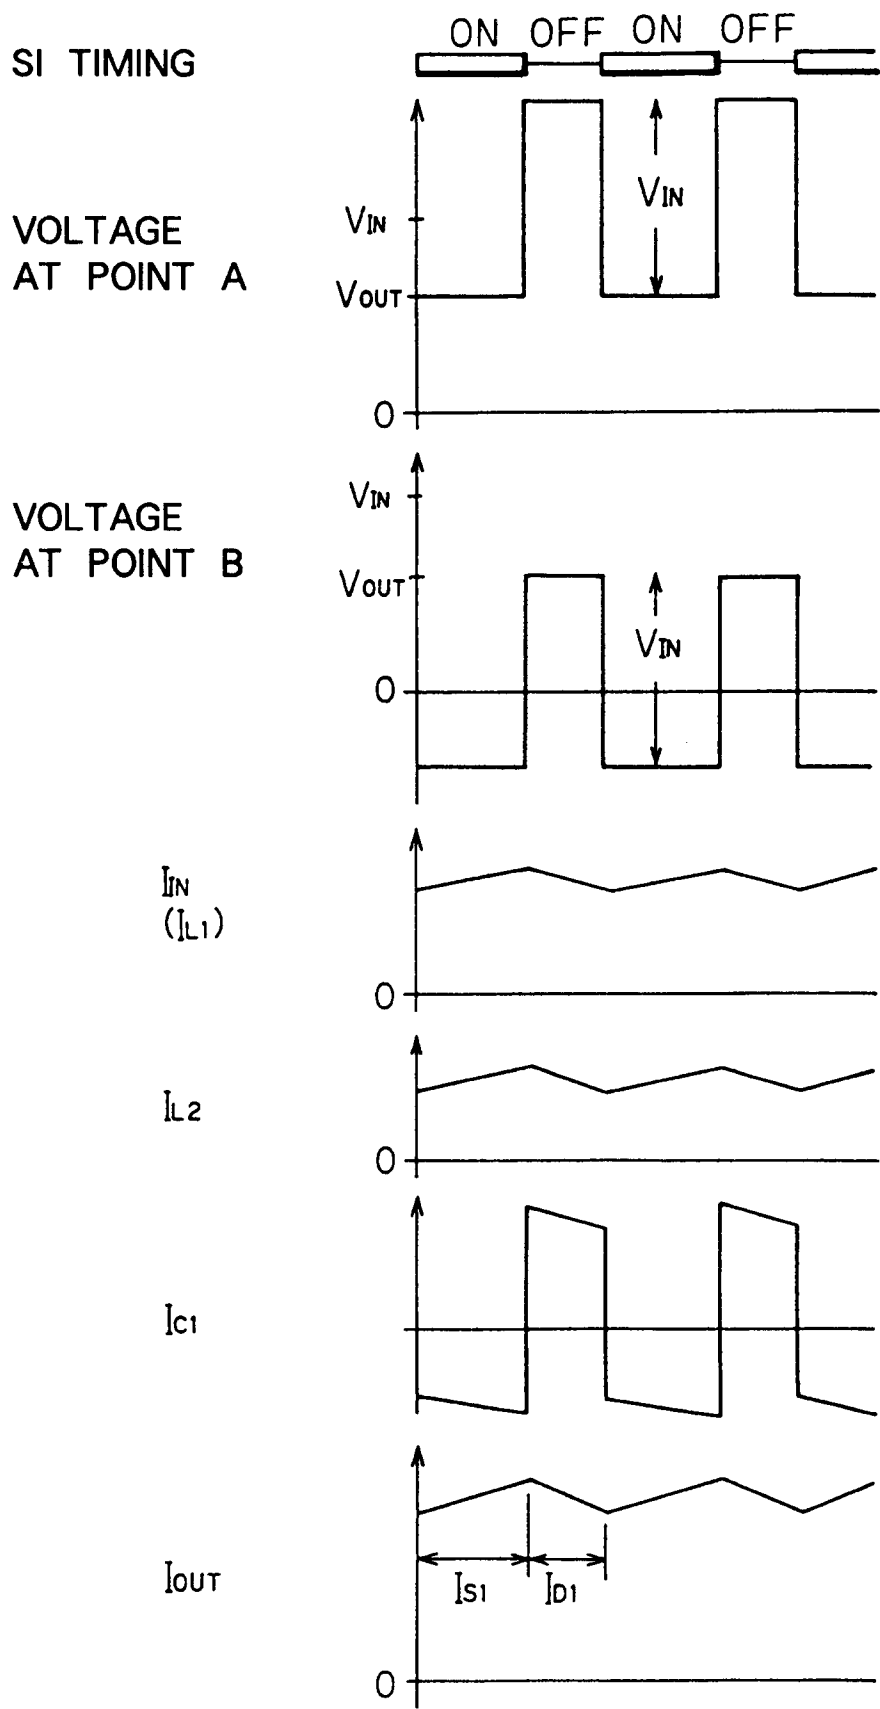 ON OFF ON OFF
SI TIMING
VIN
VIN
VOLTAGE
AT POINT A
VOUT
0
VIN
VOLTAGE
AT POINT B
VOUT
VIN
0
IIN
(IL1)
0
IL2
0
IC1
IOUT
IS1 ID1
0